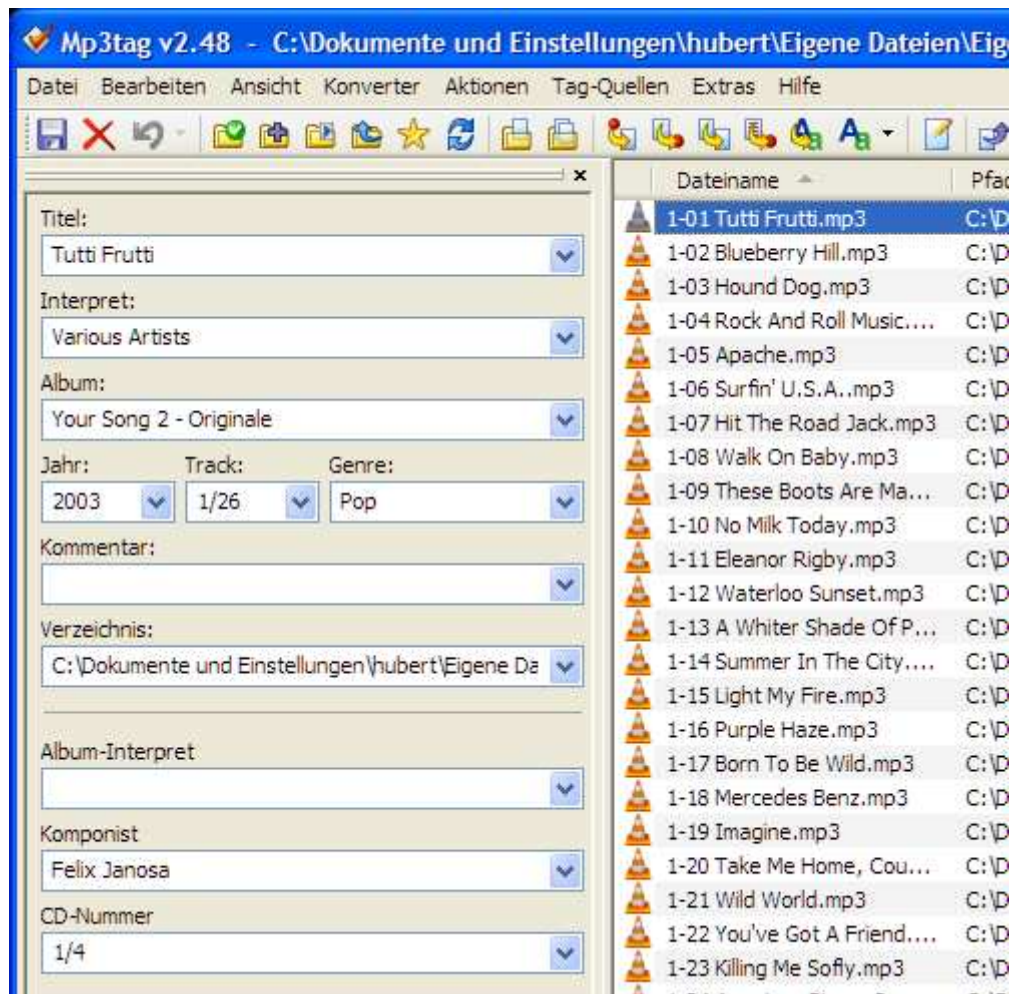 Mp3tag v2.48 - C:\Dokumente und Einstellungen\hubert\Eigene Dateien\Eig
Datei Bearbeiten Ansicht Konverter Aktionen Tag-Quellen Extras Hilfe
Titel:
Tutti Frutti
Interpret:
Various Artists
Album:
Your Song 2 - Originale
Jahr: Track: Genre:
2003 1/26 Pop
Kommentar:
Verzeichnis:
C:\Dokumente und Einstellungen\hubert\Eigene Da
Album-Interpret
Komponist
Felix Janosa
CD-Nummer
1/4
Dateiname Pfad
1-01 Tutti Frutti.mp3 C:\D
1-02 Blueberry Hill.mp3 C:\D
1-03 Hound Dog.mp3 C:\D
1-04 Rock And Roll Music.... C:\D
1-05 Apache.mp3 C:\D
1-06 Surfin' U.S.A..mp3 C:\D
1-07 Hit The Road Jack.mp3 C:\D
1-08 Walk On Baby.mp3 C:\D
1-09 These Boots Are Ma... C:\D
1-10 No Milk Today.mp3 C:\D
1-11 Eleanor Rigby.mp3 C:\D
1-12 Waterloo Sunset.mp3 C:\D
1-13 A Whiter Shade Of P... C:\D
1-14 Summer In The City.... C:\D
1-15 Light My Fire.mp3 C:\D
1-16 Purple Haze.mp3 C:\D
1-17 Born To Be Wild.mp3 C:\D
1-18 Mercedes Benz.mp3 C:\D
1-19 Imagine.mp3 C:\D
1-20 Take Me Home, Cou... C:\D
1-21 Wild World.mp3 C:\D
1-22 You've Got A Friend.... C:\D
1-23 Killing Me Sofly.mp3 C:\D